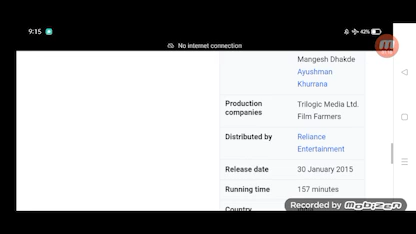 9:15
42%
No internet connection
Mangesh Dhakde
Ayushman
Khurrana
Production
companies
Trilogic Media Ltd.
Film Farmers
Distributed by
Reliance
Entertainment
Release date
30 January 2015
Running time
157 minutes
Country
Recorded by
mobizen